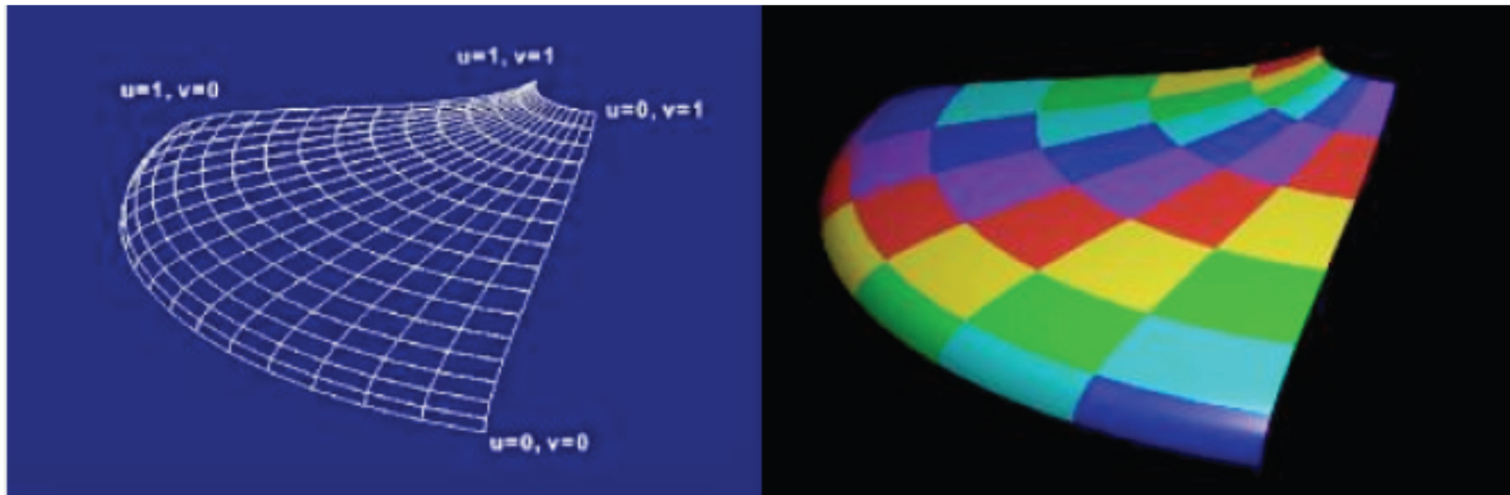 u=1, v=1
u=1, v=0
u=0, v=1
u=0, v=0